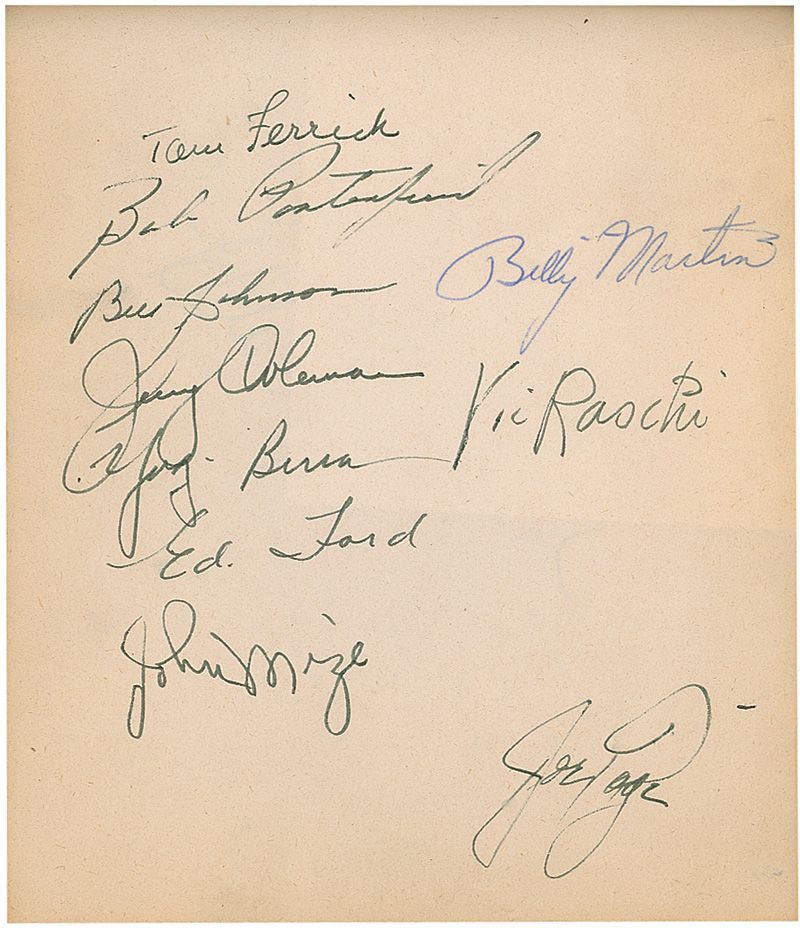 Tom Ferrick
Bob Porterfield
Billy Martin
Bill Johnson
Jerry Coleman
Vic Raschi
Yogi Berra
Ed. Ford
John Mize
Joe Page